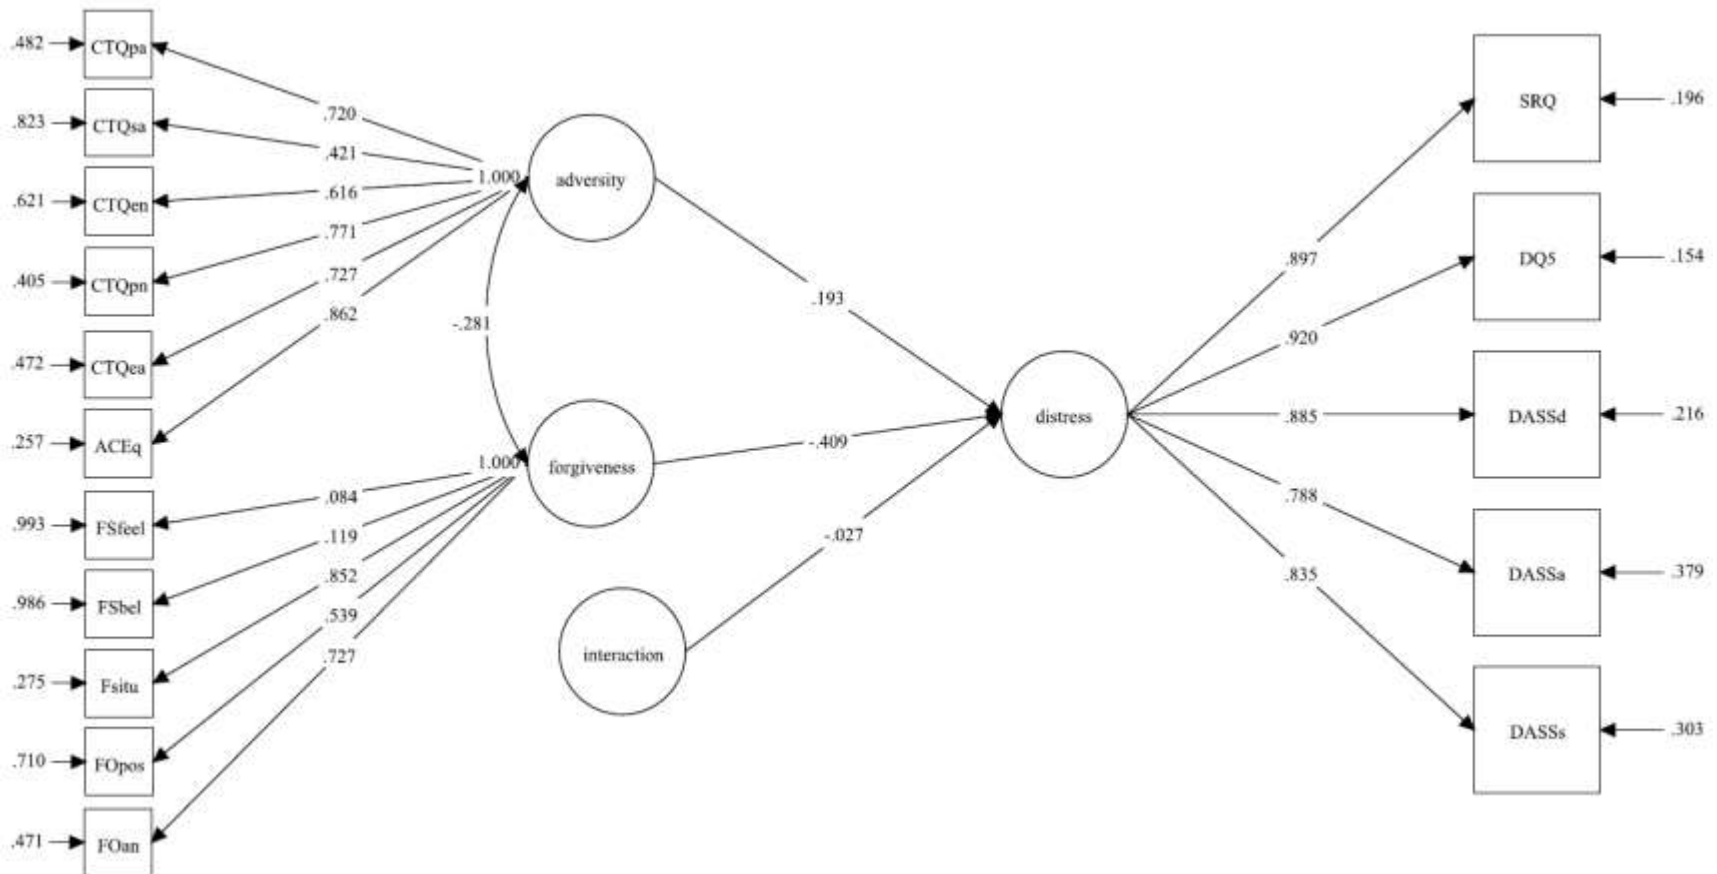 .482
CTQpa
.823
CTQsa
.621
CTQen
.405
CTQpn
.472
CTQea
.257
ACEq
.993
FSfeel
.986
FSbel
.275
Fsitu
.710
FOpos
.471
FOan
.720
.421
.616
.771
.727
.862
1.000
adversity
-.281
.084
.119
.852
.539
.727
1.000
forgiveness
interaction
.193
-.409
-.027
distress
.897
.920
.885
.788
.835
SRQ
.196
DQ5
.154
DASSd
.216
DASSa
.379
DASSs
.303